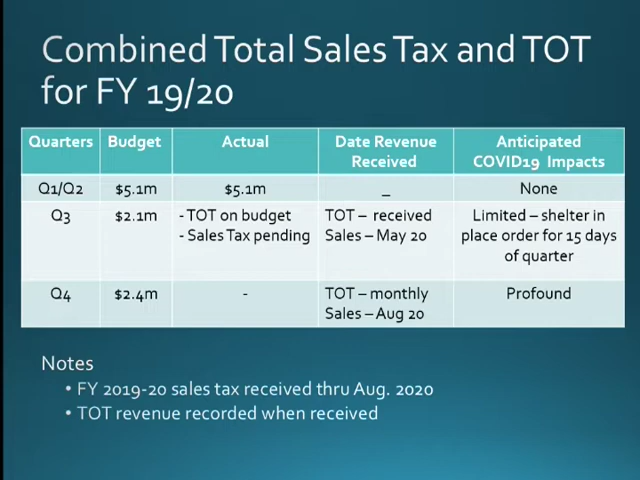 Combined Total Sales Tax and TOT
for FY 19/20
Quarters Budget Actual Date Revenue Received Anticipated COVID19 Impacts
Q1/Q2 $5.1m $5.1m _ None
Q3 $2.1m - TOT on budget - Sales Tax pending TOT – received Sales – May 20 Limited – shelter in place order for 15 days of quarter
Q4 $2.4m - TOT – monthly Sales – Aug 20 Profound
Notes
• FY 2019-20 sales tax received thru Aug. 2020
• TOT revenue recorded when received